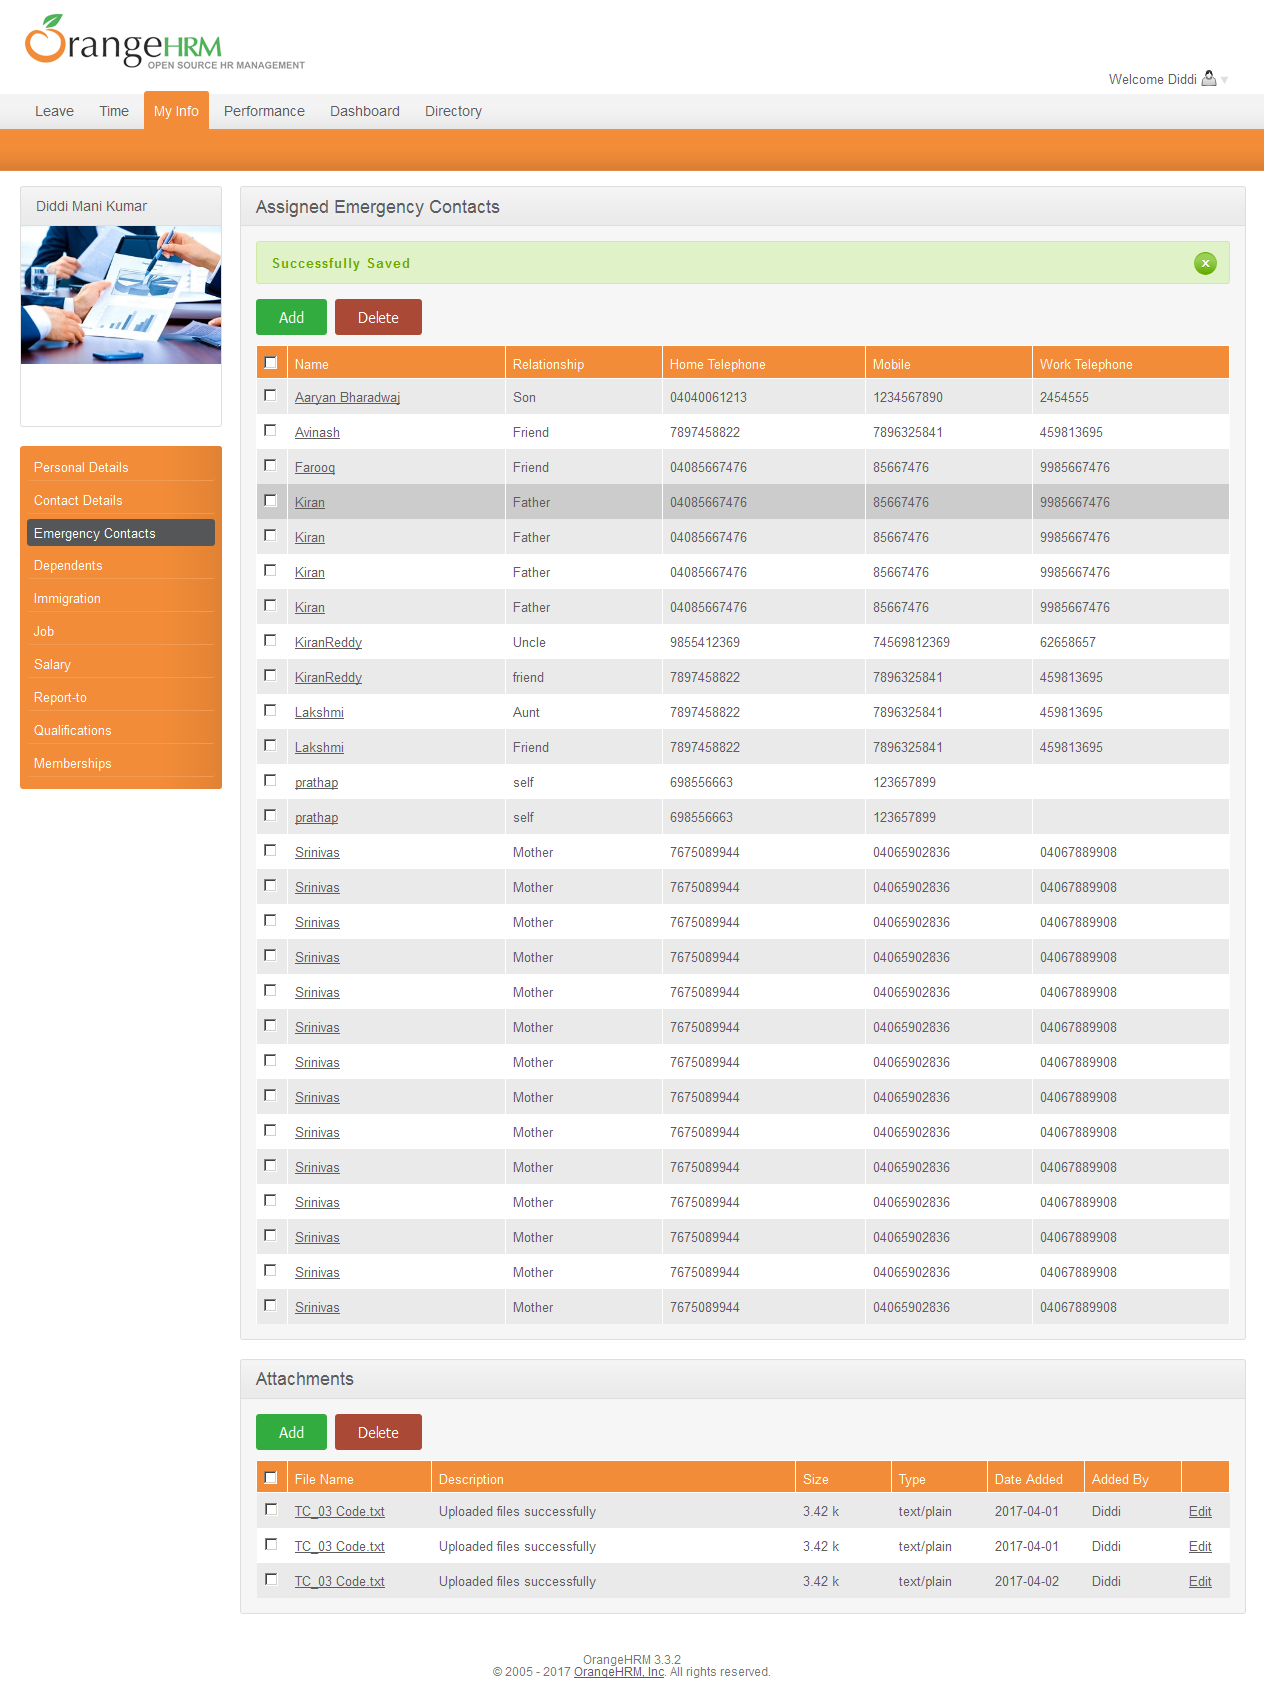 OrangeHRM
OPEN SOURCE HR MANAGEMENT
Welcome Diddi
Leave Time My Info Performance Dashboard Directory
Diddi Mani Kumar
Personal Details
Contact Details
Emergency Contacts
Dependents
Immigration
Job
Salary
Report-to
Qualifications
Memberships
Assigned Emergency Contacts
Successfully Saved x
Add Delete
Name Relationship Home Telephone Mobile Work Telephone
Aaryan Bharadwaj Son 04040061213 1234567890 2454555
Avinash Friend 7897458822 7896325841 459813695
Farooq Friend 04085667476 85667476 9985667476
Kiran Father 04085667476 85667476 9985667476
Kiran Father 04085667476 85667476 9985667476
Kiran Father 04085667476 85667476 9985667476
Kiran Father 04085667476 85667476 9985667476
KiranReddy Uncle 9855412369 74569812369 62658657
KiranReddy friend 7897458822 7896325841 459813695
Lakshmi Aunt 7897458822 7896325841 459813695
Lakshmi Friend 7897458822 7896325841 459813695
prathap self 698556663 123657899
prathap self 698556663 123657899
Srinivas Mother 7675089944 04065902836 04067889908
Srinivas Mother 7675089944 04065902836 04067889908
Srinivas Mother 7675089944 04065902836 04067889908
Srinivas Mother 7675089944 04065902836 04067889908
Srinivas Mother 7675089944 04065902836 04067889908
Srinivas Mother 7675089944 04065902836 04067889908
Srinivas Mother 7675089944 04065902836 04067889908
Srinivas Mother 7675089944 04065902836 04067889908
Srinivas Mother 7675089944 04065902836 04067889908
Srinivas Mother 7675089944 04065902836 04067889908
Srinivas Mother 7675089944 04065902836 04067889908
Srinivas Mother 7675089944 04065902836 04067889908
Srinivas Mother 7675089944 04065902836 04067889908
Srinivas Mother 7675089944 04065902836 04067889908
Attachments
Add Delete
File Name Description Size Type Date Added Added By
TC_03 Code.txt Uploaded files successfully 3.42 k text/plain 2017-04-01 Diddi Edit
TC_03 Code.txt Uploaded files successfully 3.42 k text/plain 2017-04-01 Diddi Edit
TC_03 Code.txt Uploaded files successfully 3.42 k text/plain 2017-04-02 Diddi Edit
OrangeHRM 3.3.2
© 2005 - 2017 OrangeHRM, Inc. All rights reserved.